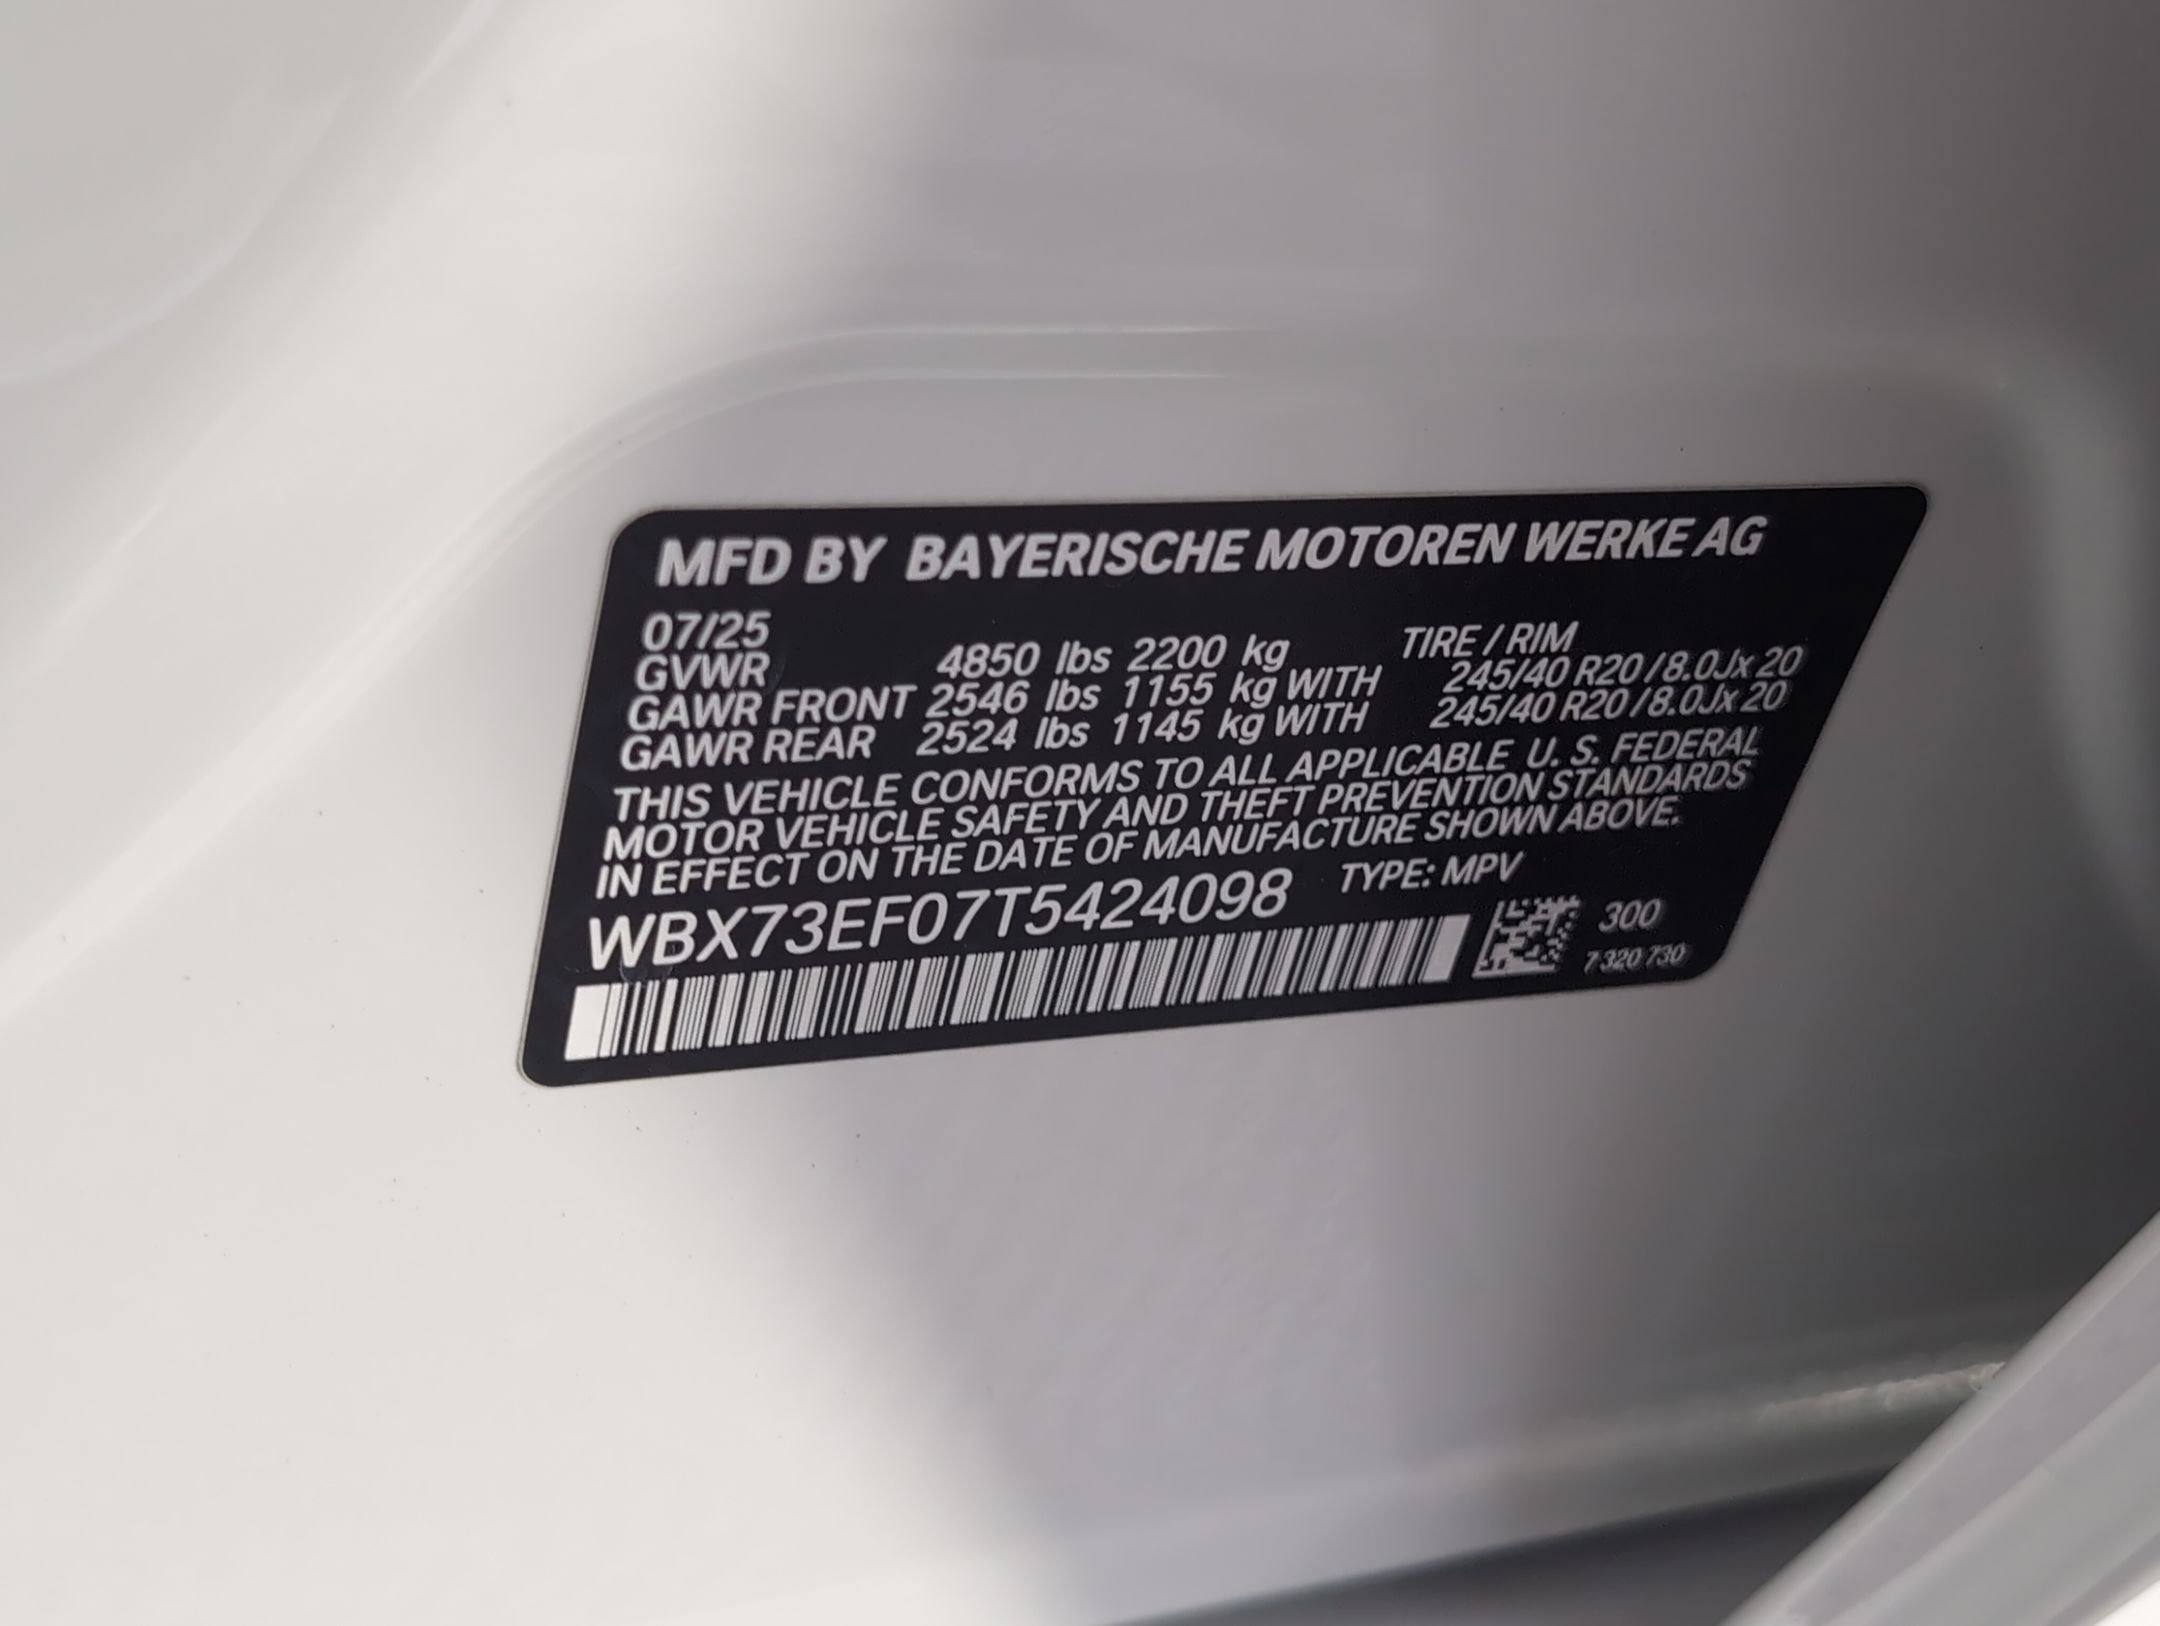 MFD BY BAYERISCHE MOTOREN WERKE AG
07/25
GVWR 4850 lbs 2200 kg TIRE / RIM
GAWR FRONT 2546 lbs 1155 kg WITH 245/40 R20 / 8.0Jx 20
GAWR REAR 2524 lbs 1145 kg WITH 245/40 R20 / 8.0Jx 20
THIS VEHICLE CONFORMS TO ALL APPLICABLE U. S. FEDERAL
MOTOR VEHICLE SAFETY AND THEFT PREVENTION STANDARDS
IN EFFECT ON THE DATE OF MANUFACTURE SHOWN ABOVE.
WBX73EF07T5424098 TYPE: MPV
300
7 320 730